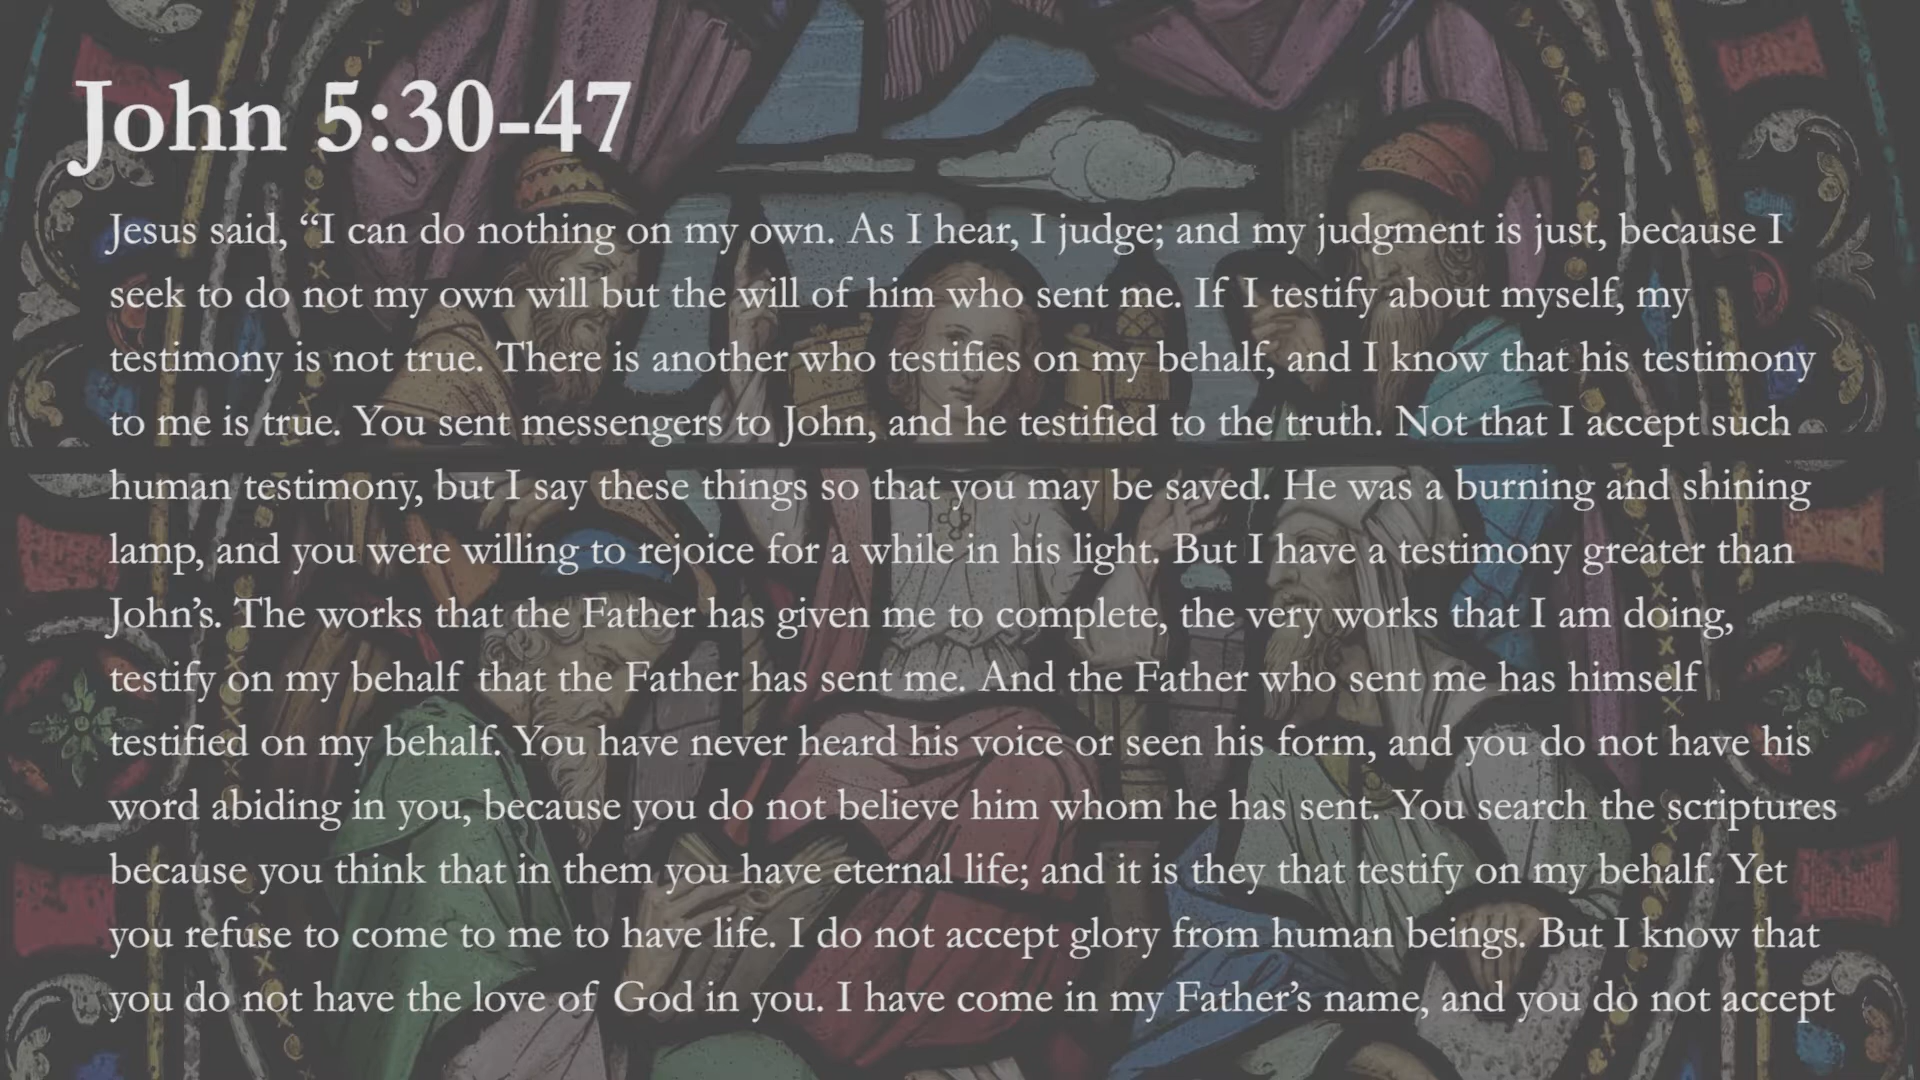 John 5:30-47
Jesus said, “I can do nothing on my own. As I hear, I judge; and my judgment is just, because I
seek to do not my own will but the will of him who sent me. If I testify about myself, my
testimony is not true. There is another who testifies on my behalf, and I know that his testimony
to me is true. You sent messengers to John, and he testified to the truth. Not that I accept such
human testimony, but I say these things so that you may be saved. He was a burning and shining
lamp, and you were willing to rejoice for a while in his light. But I have a testimony greater than
John’s. The works that the Father has given me to complete, the very works that I am doing,
testify on my behalf that the Father has sent me. And the Father who sent me has himself
testified on my behalf. You have never heard his voice or seen his form, and you do not have his
word abiding in you, because you do not believe him whom he has sent. You search the scriptures
because you think that in them you have eternal life; and it is they that testify on my behalf. Yet
you refuse to come to me to have life. I do not accept glory from human beings. But I know that
you do not have the love of God in you. I have come in my Father’s name, and you do not accept